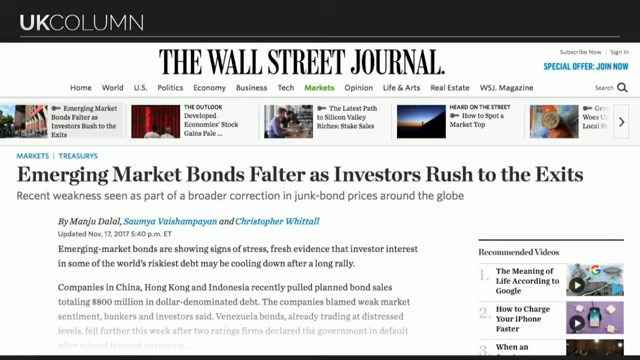 UKCOLUMN
THE WALL STREET JOURNAL.
Subscribe Now | Sign In
SPECIAL OFFER: JOIN NOW
Home World U.S. Politics Economy Business Tech Markets Opinion Life & Arts Real Estate WSJ. Magazine Search
Emerging Market
Bonds Falter as
Investors Rush to the
Exits
THE OUTLOOK
Developed
Economies' Stock
Gains Pale ...
The Latest Path
to Silicon Valley
Riches: Stake Sales
HEARD ON THE STREET
How to Spot a
Market Top
MARKETS | TREASURYS
Emerging Market Bonds Falter as Investors Rush to the Exits
Recent weakness seen as part of a broader correction in junk-bond prices around the globe
By Manju Dalal, Saumya Vaishampayan and Christopher Whittall
Updated Nov. 17, 2017 5:40 p.m. ET
Emerging-market bonds are showing signs of stress, fresh evidence that investor interest
in some of the world's riskiest debt may be cooling down after a long rally.
Companies in China, Hong Kong and Indonesia recently pulled planned bond sales
totaling $800 million in dollar-denominated debt. The companies blamed weak market
sentiment, bankers and investors said. Venezuela bonds, already trading at distressed
levels, fell further this week after two ratings firms declared the government in default
after missed interest payments...
Recommended Videos
1. The Meaning of
Life According to
Google
2. How to Charge
Your iPhone
Faster
3. When an